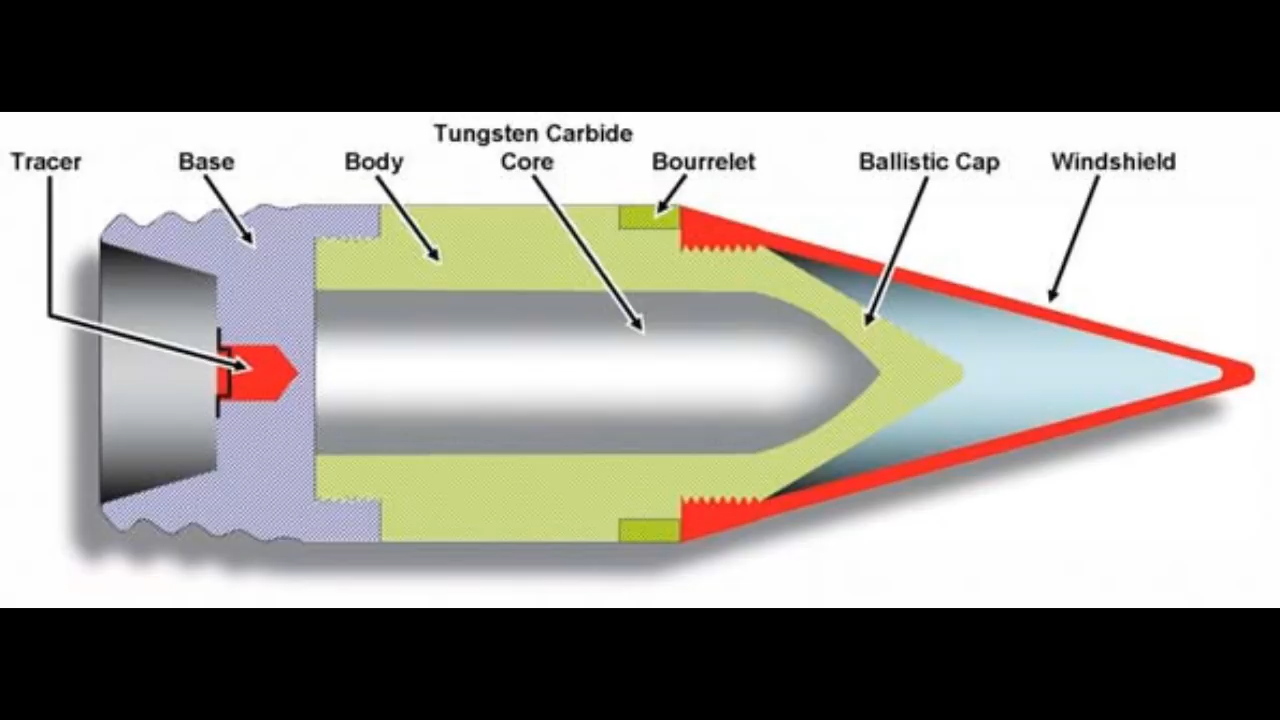 Tungsten Carbide
Tracer Base Body Core Bourrelet Ballistic Cap Windshield